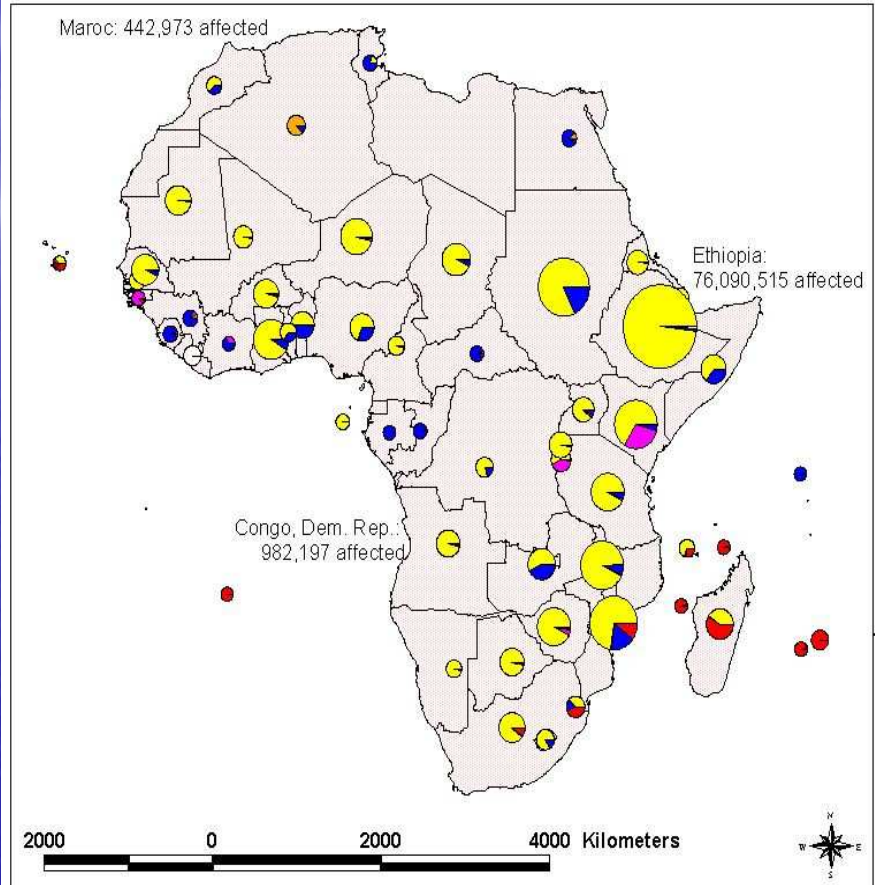 Maroc: 442,973 affected
Ethiopia:
76,090,515 affected
Congo, Dem. Rep.:
982,197 affected
2000 0 2000 4000 Kilometers
N
W E
S